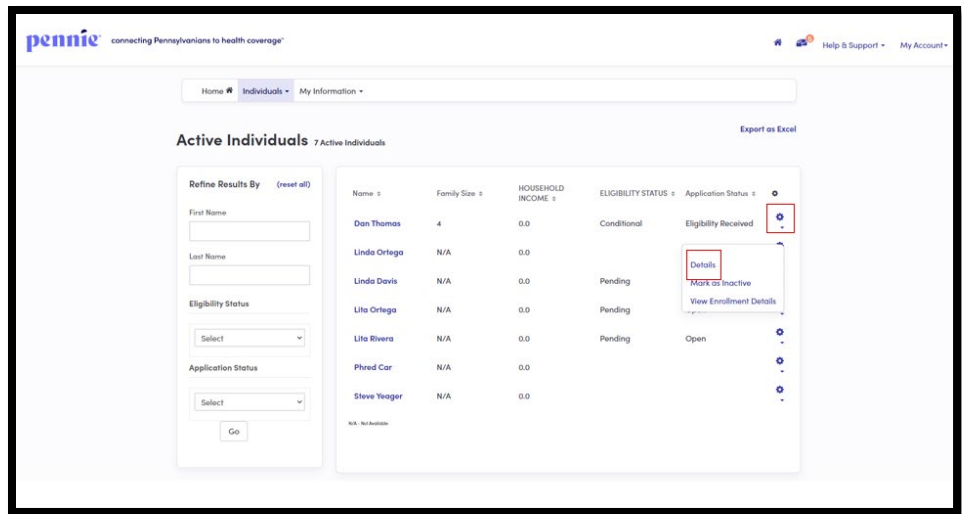 pennie connecting Pennsylvanians to health coverage
Help & Support My Account
Home Individuals My Information
Export as Excel
Active Individuals 7 Active Individuals
Refine Results By (reset all)
First Name
Last Name
Eligibility Status
Select
Application Status
Select
Go
Name Family Size HOUSEHOLD INCOME ELIGIBILITY STATUS Application Status
Dan Thomas 4 0.0 Conditional Eligibility Received
Linda Ortega N/A 0.0
Linda Davis N/A 0.0 Pending
Lita Ortega N/A 0.0 Pending
Lita Rivera N/A 0.0 Pending Open
Phred Car N/A 0.0
Steve Yeager N/A 0.0
N/A - Not Available
Details
Mark as Inactive
View Enrollment Details